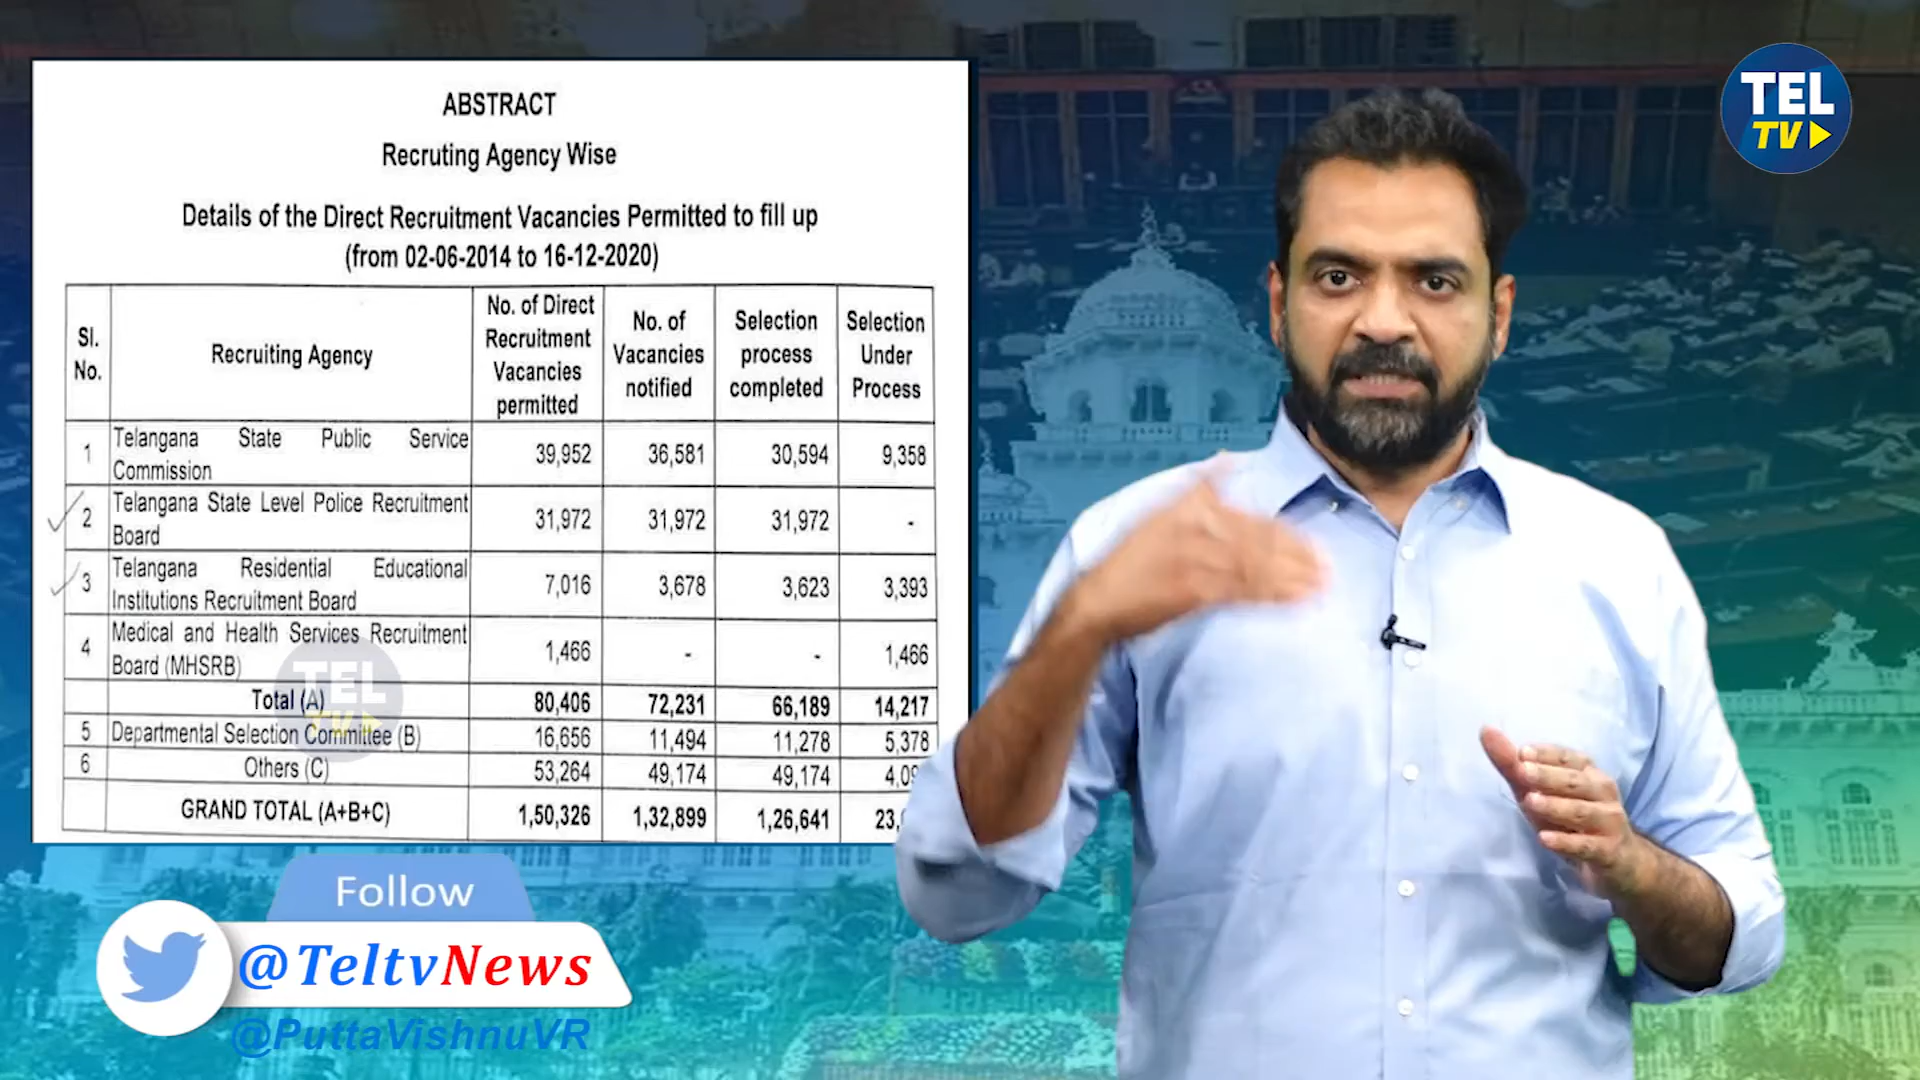 ABSTRACT
Recruting Agency Wise
Details of the Direct Recruitment Vacancies Permitted to fill up
(from 02-06-2014 to 16-12-2020)
Sl. No. Recruiting Agency No. of Direct Recruitment Vacancies permitted No. of Vacancies notified Selection process completed Selection Under Process
1 Telangana State Public Service Commission 39,952 36,581 30,594 9,358
2 Telangana State Level Police Recruitment Board 31,972 31,972 31,972 -
3 Telangana Residential Educational Institutions Recruitment Board 7,016 3,678 3,623 3,393
4 Medical and Health Services Recruitment Board (MHSRB) 1,466 - - 1,466
Total (A) 80,406 72,231 66,189 14,217
5 Departmental Selection Committee (B) 16,656 11,494 11,278 5,378
6 Others (C) 53,264 49,174 49,174
GRAND TOTAL (A+B+C) 1,50,326 1,32,899 1,26,641
TEL
TV
TEL
TV
Follow
@TeltvNews
@PuttaVishnuVR